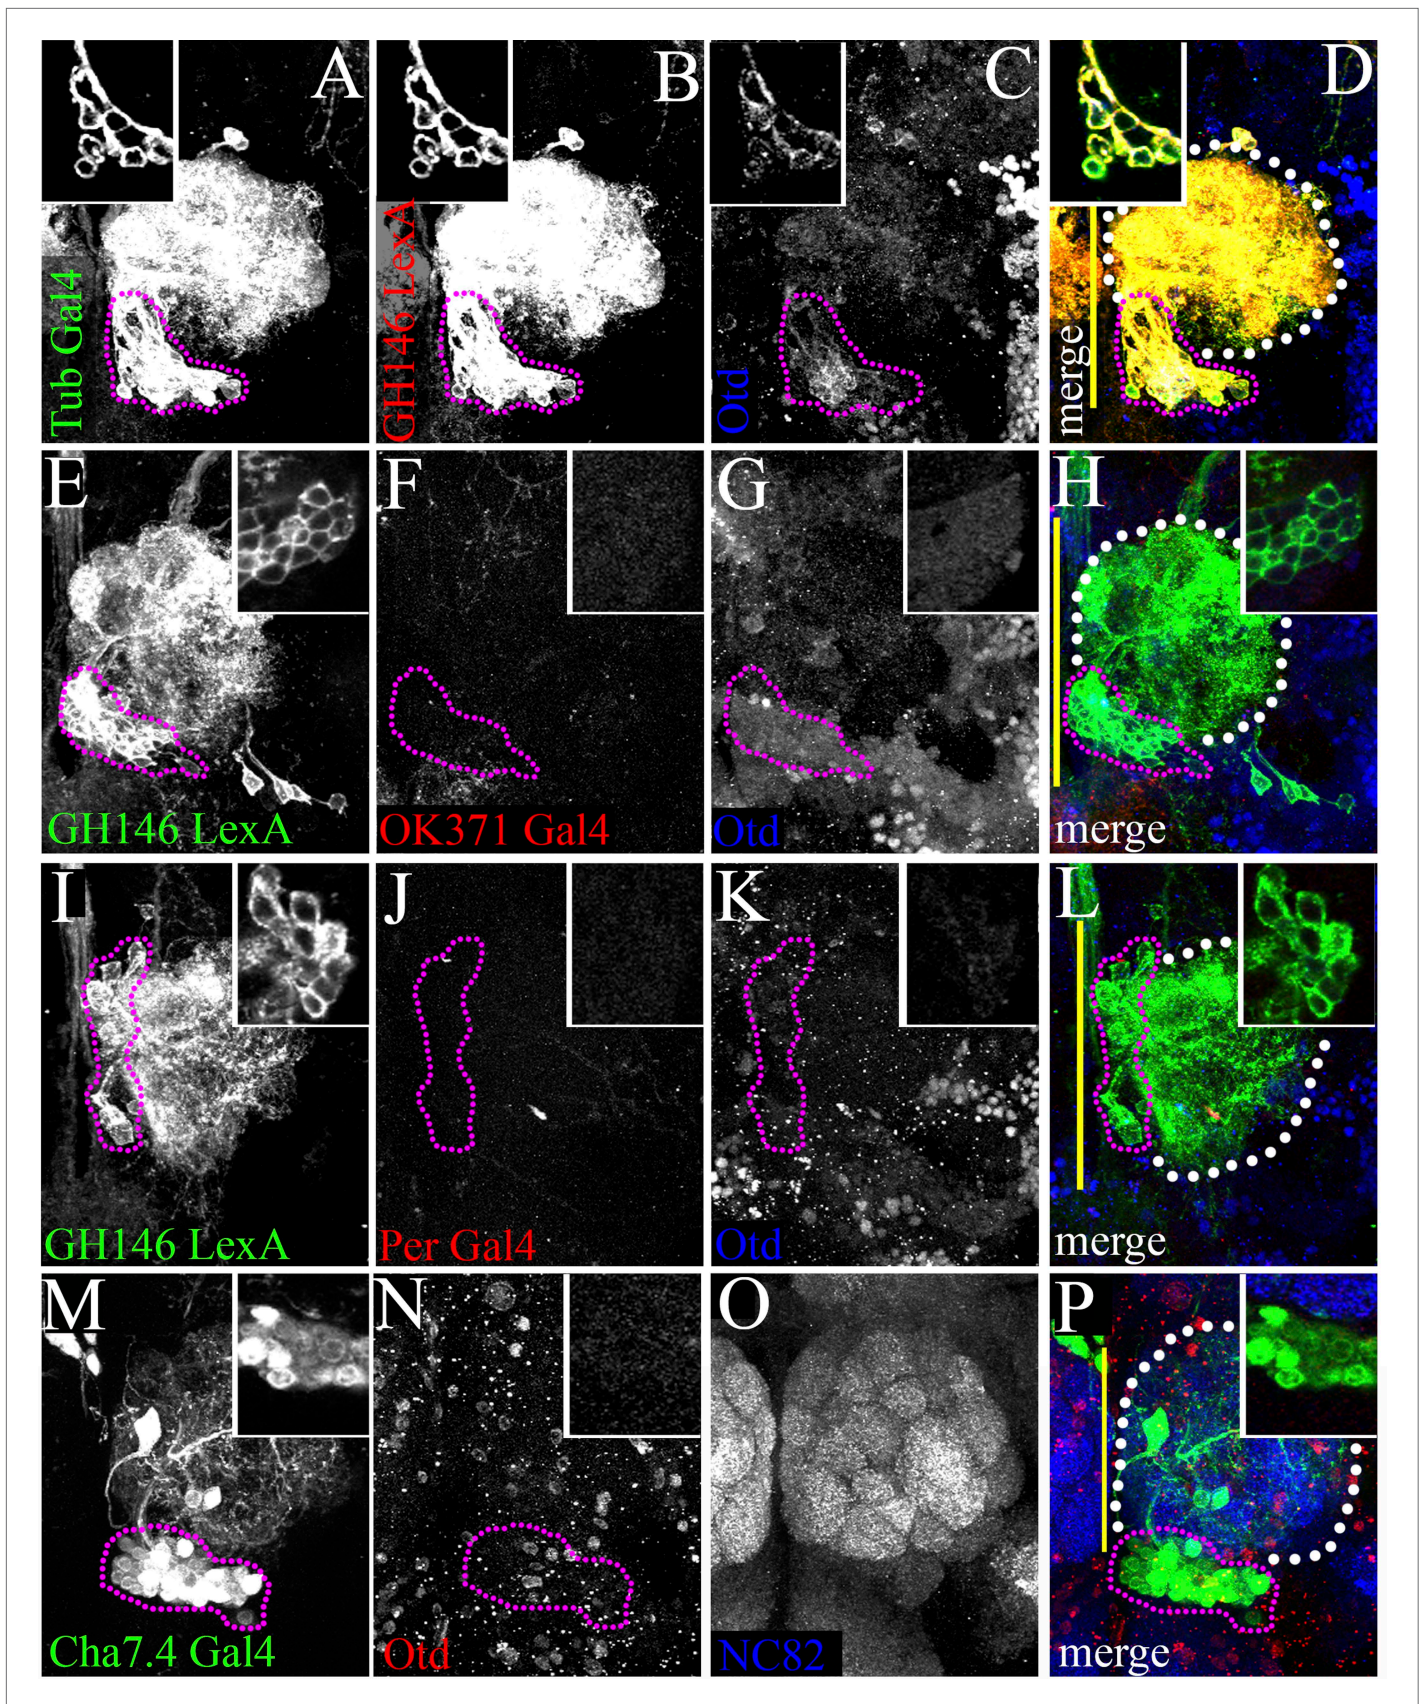 A
B
C
D
Tub Gal4
GH146 LexA
Otd
merge
E
F
G
H
GH146 LexA
OK371 Gal4
Otd
merge
I
J
K
L
GH146 LexA
Per Gal4
Otd
merge
M
N
O
P
Cha7.4 Gal4
Otd
NC82
merge